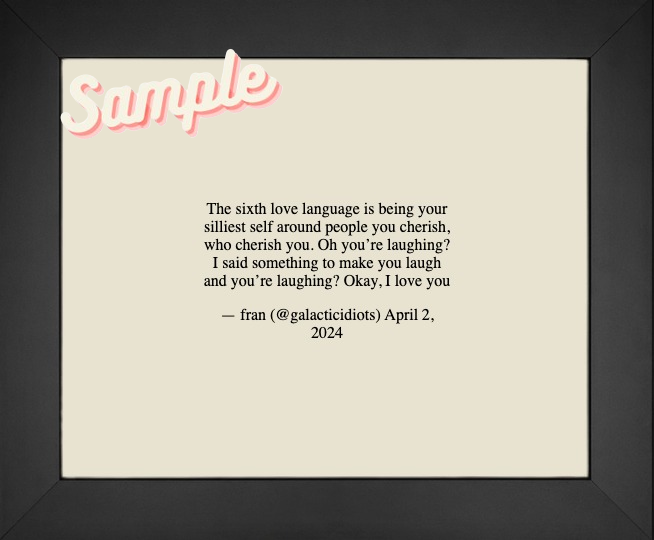 Sample
The sixth love language is being your
silliest self around people you cherish,
who cherish you. Oh you’re laughing?
I said something to make you laugh
and you’re laughing? Okay, I love you
— fran (@galacticidiots) April 2,
2024